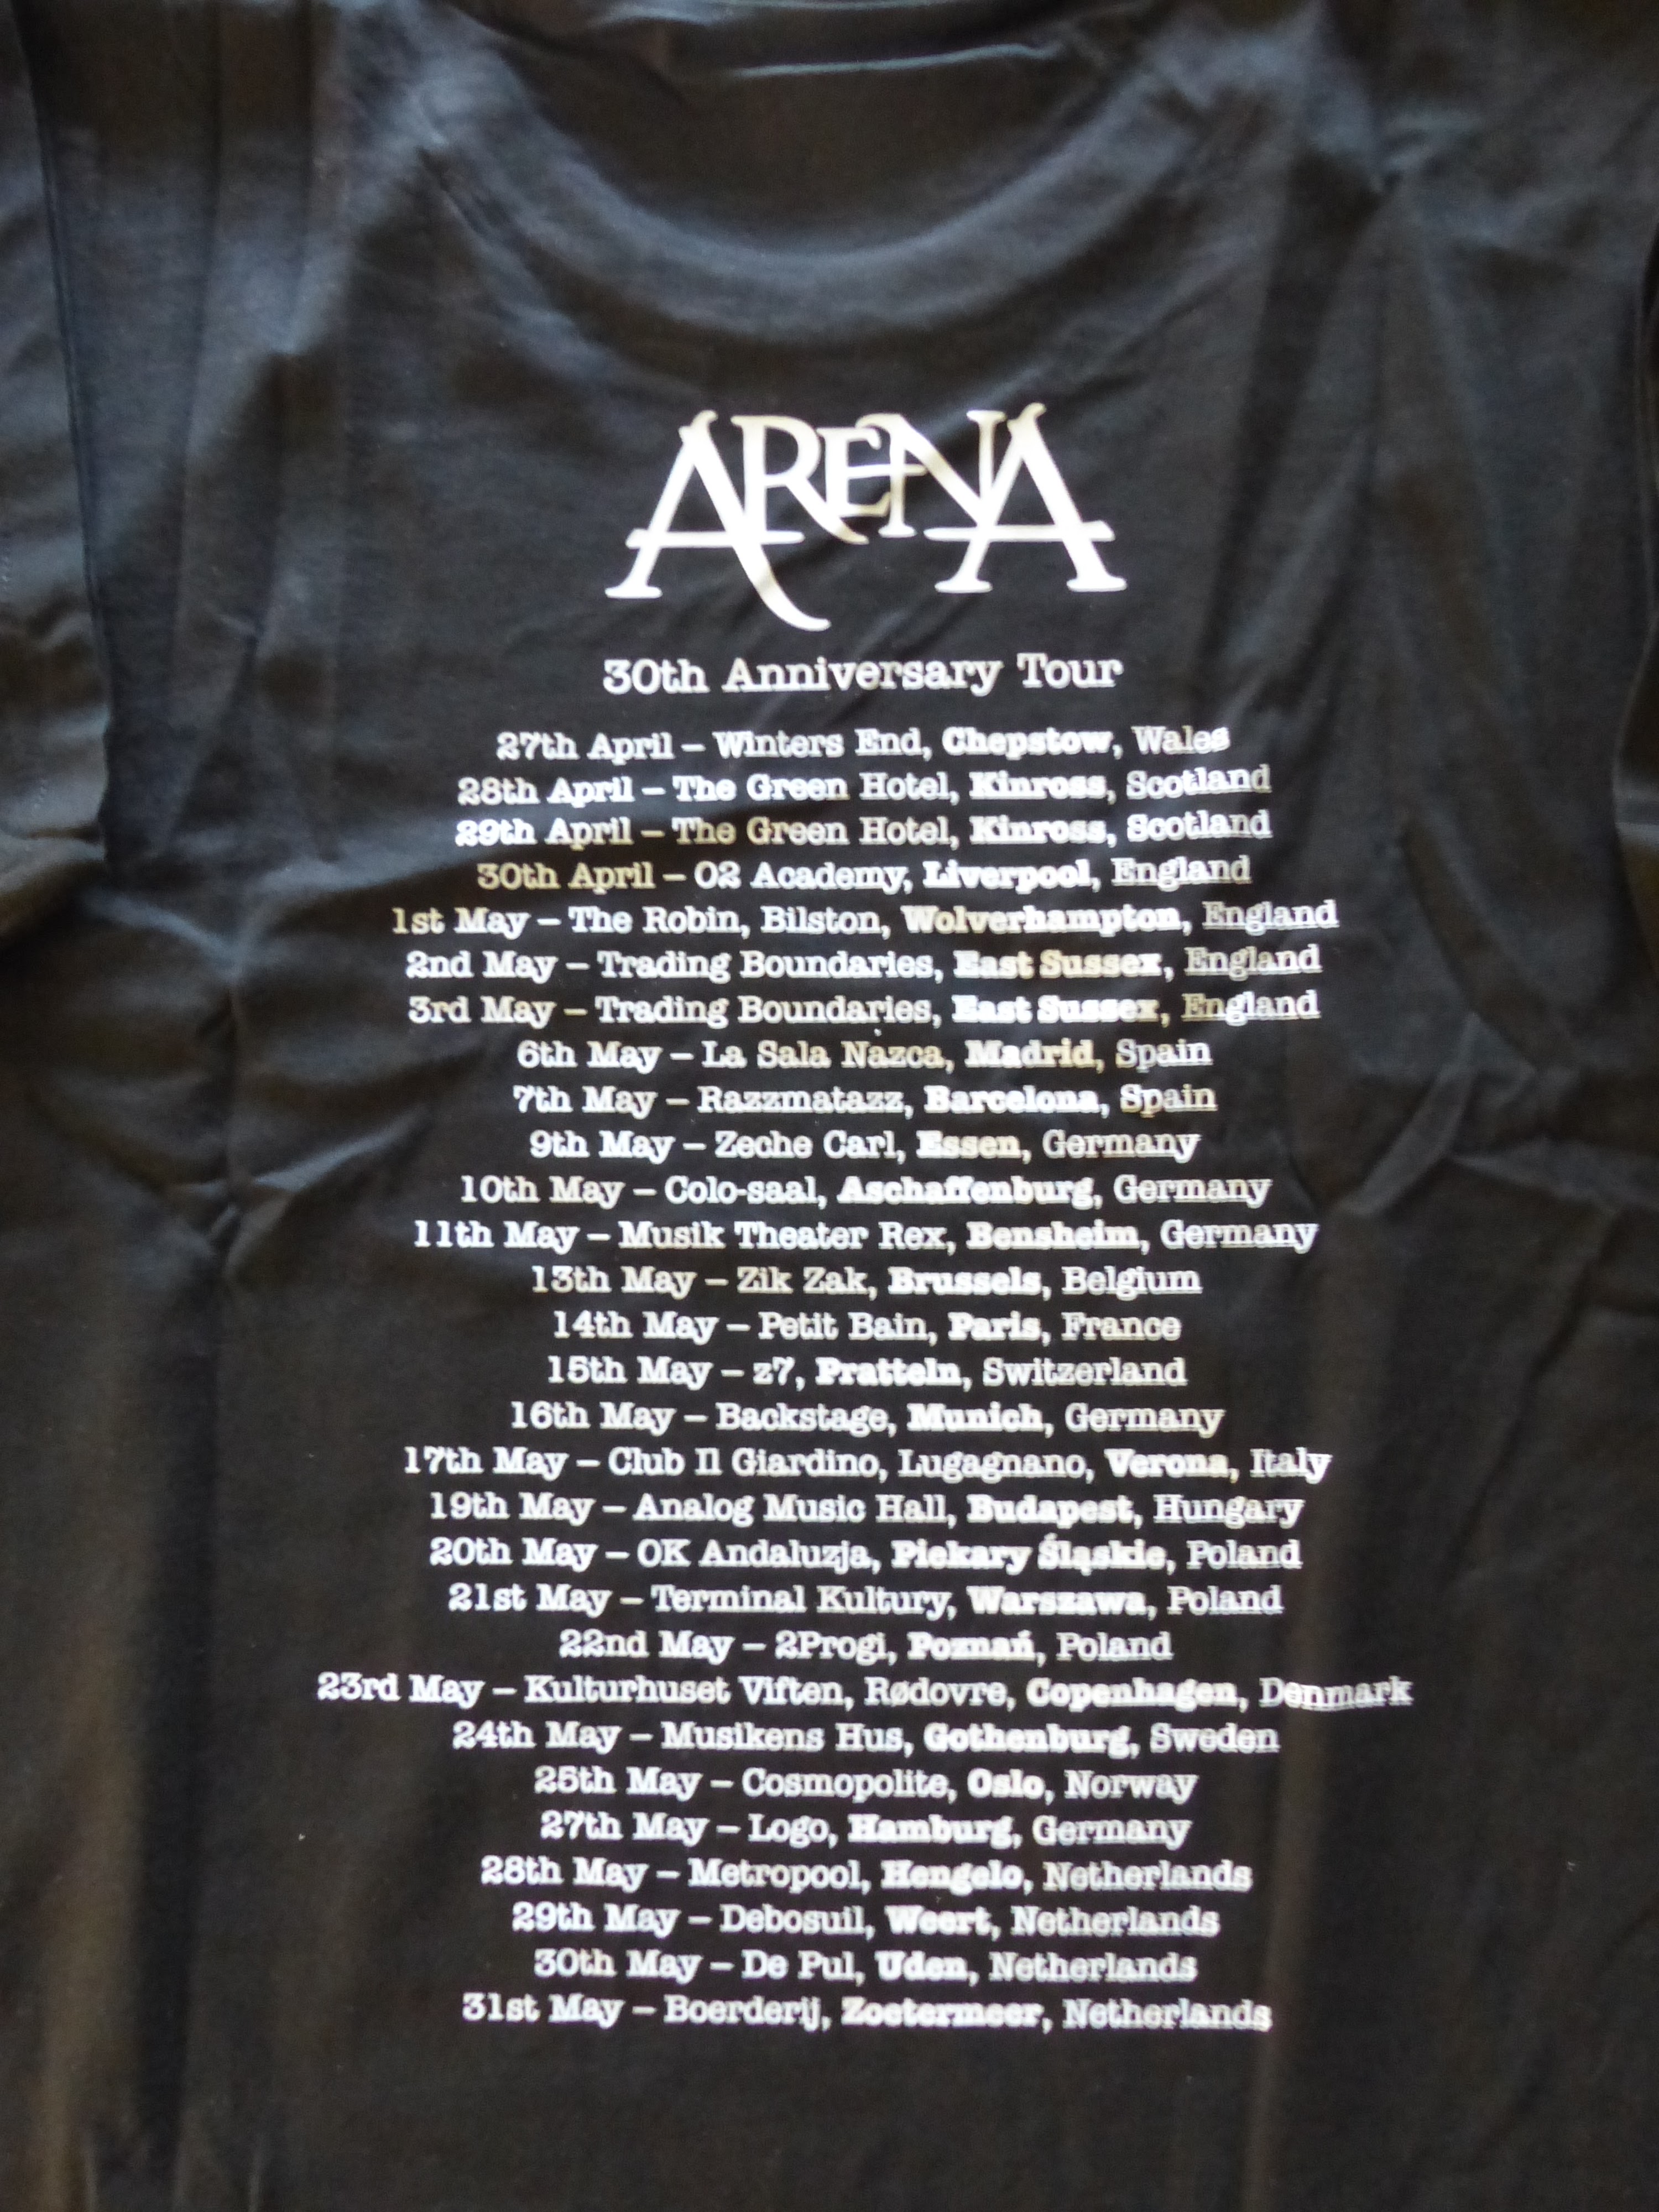 ARENA
30th Anniversary Tour
27th April – Winters End, Chepstow, Wales
28th April – The Green Hotel, Kinross, Scotland
29th April – The Green Hotel, Kinross, Scotland
30th April – O2 Academy, Liverpool, England
1st May – The Robin, Bilston, Wolverhampton, England
2nd May – Trading Boundaries, East Sussex, England
3rd May – Trading Boundaries, East Sussex, England
6th May – La Sala Nazca, Madrid, Spain
7th May – Razzmatazz, Barcelona, Spain
9th May – Zeche Carl, Essen, Germany
10th May – Colo-saal, Aschaffenburg, Germany
11th May – Musik Theater Rex, Bensheim, Germany
13th May – Zik Zak, Brussels, Belgium
14th May – Petit Bain, Paris, France
15th May – z7, Pratteln, Switzerland
16th May – Backstage, Munich, Germany
17th May – Club Il Giardino, Lugagnano, Verona, Italy
19th May – Analog Music Hall, Budapest, Hungary
20th May – OK Andaluzja, Piekary Śląskie, Poland
21st May – Terminal Kultury, Warszawa, Poland
22nd May – 2Progi, Poznań, Poland
23rd May – Kulturhuset Viften, Rødovre, Copenhagen, Denmark
24th May – Musikens Hus, Gothenburg, Sweden
25th May – Cosmopolite, Oslo, Norway
27th May – Logo, Hamburg, Germany
28th May – Metropool, Hengelo, Netherlands
29th May – Debosuil, Weert, Netherlands
30th May – De Pul, Uden, Netherlands
31st May – Boerderij, Zoetermeer, Netherlands